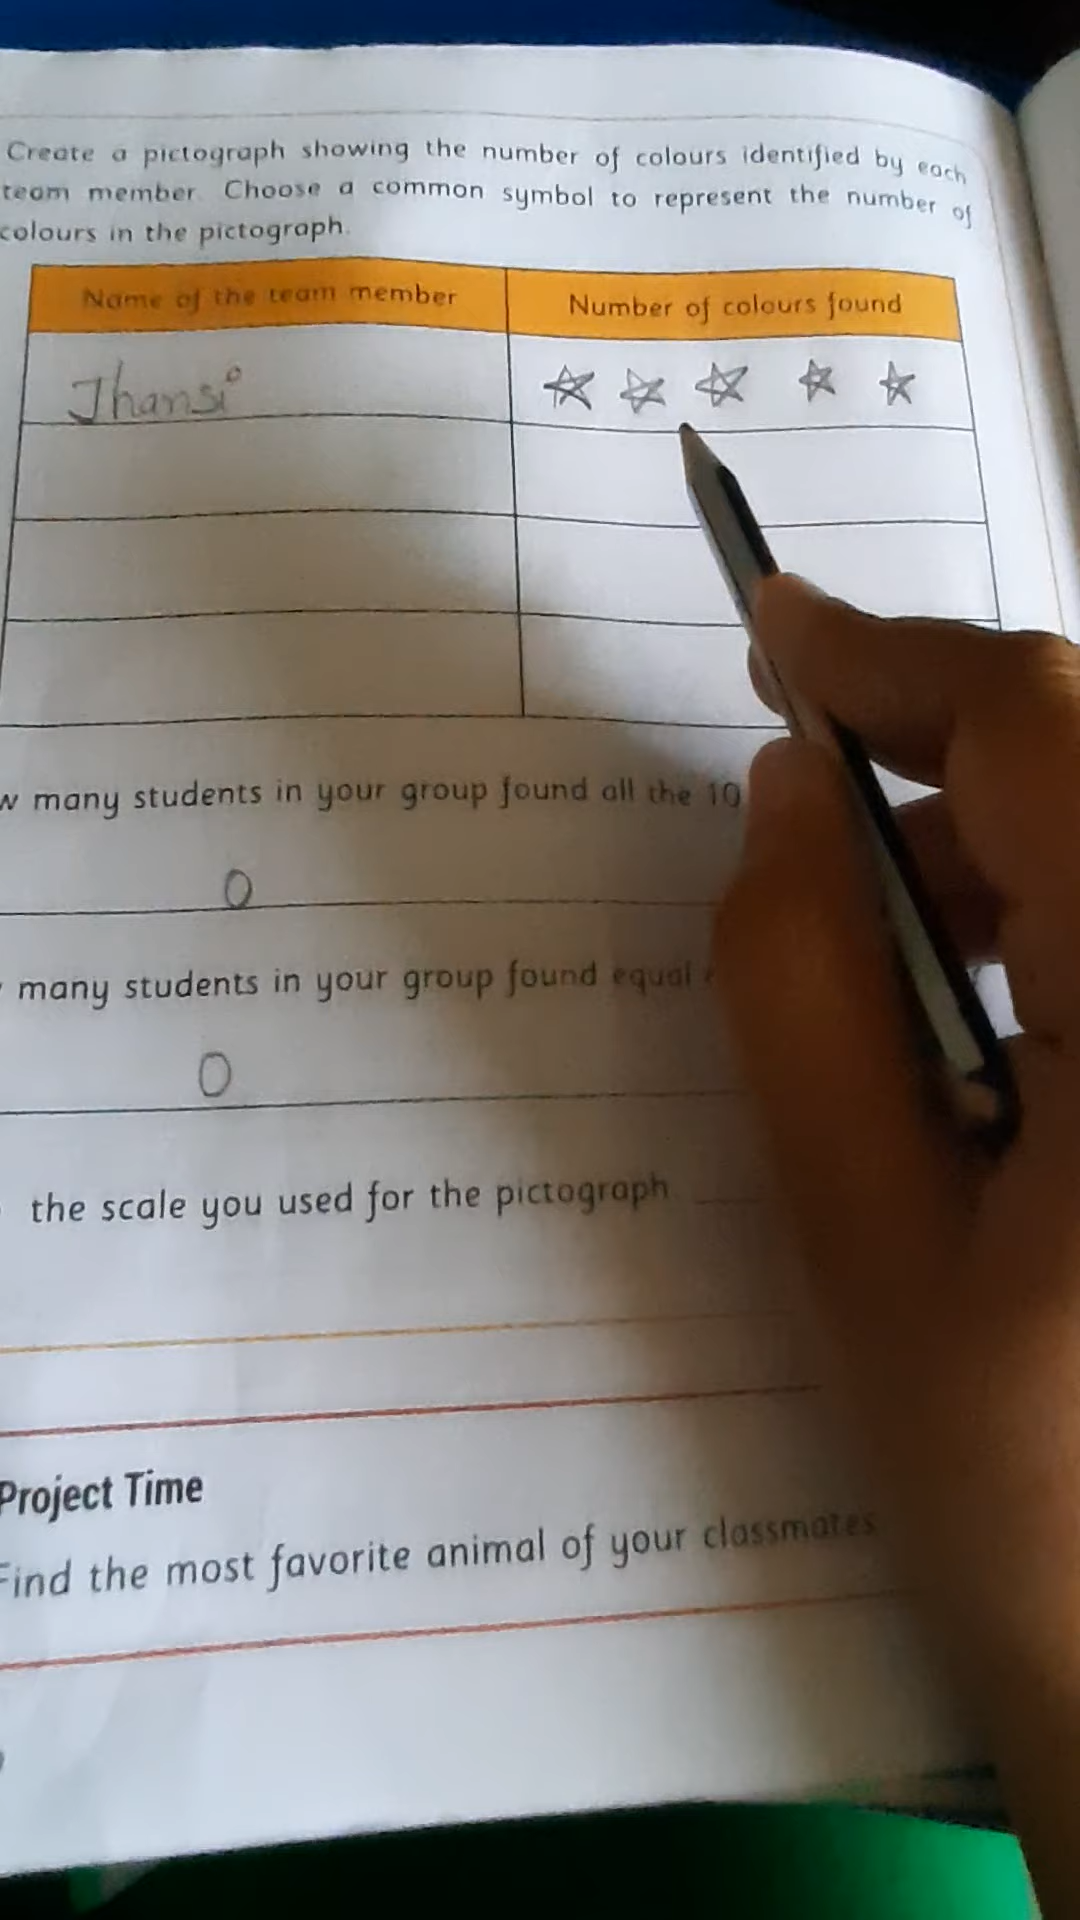 Create a pictograph showing the number of colours identified by each
team member. Choose a common symbol to represent the number of
colours in the pictograph.
Name of the team member
Number of colours found
Jhansi
many students in your group found all the 10
0
many students in your group found equal
0
the scale you used for the pictograph
Project Time
Find the most favorite animal of your classmates